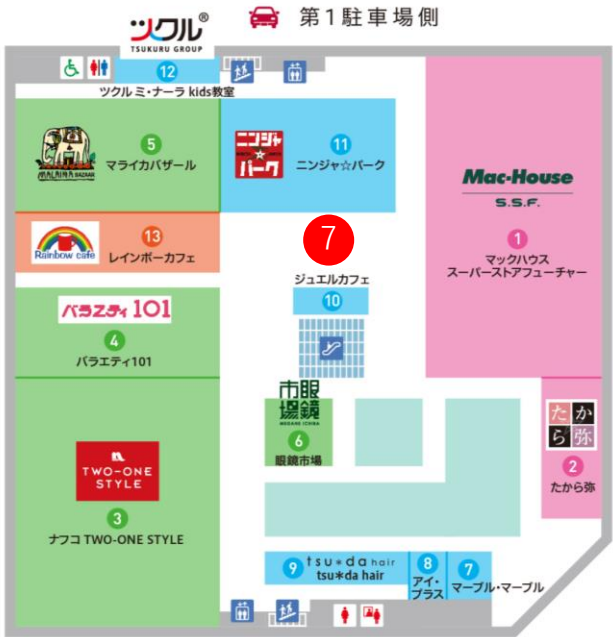 ツクル®
TSUKURU GROUP
第1駐車場側
12
ツクル ミ・ナーラ kids教室
5
MALAIKA BAZAAR
マライカバザール
ニンジャ
パーク
11
ニンジャ☆パーク
Mac-House
S.S.F.
1
マックハウス
スーパーストアフューチャー
Rainbow cafe
13
レインボーカフェ
7
ジュエルカフェ
10
バラエティ 101
4
バラエティ101
眼鏡
市場
MEGANE ICHIBA
6
眼鏡市場
たか
ら弥
2
たから弥
TWO-ONE
STYLE
3
ナフコ TWO-ONE STYLE
9
tsu*da hair
tsu*da hair
8
アイ・
プラス
7
マーブル・マーブル